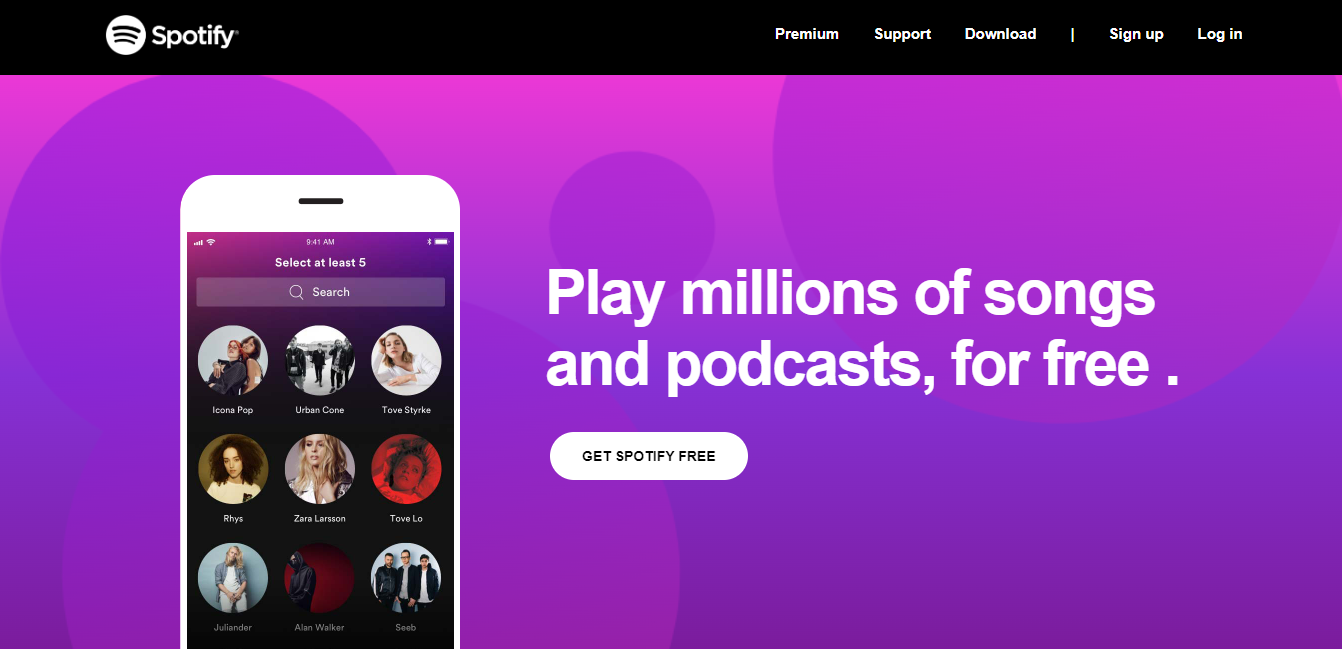 Spotify
Premium Support Download | Sign up Log in
9:41 AM
Select at least 5
Search
Icona Pop Urban Cone Tove Styrke
Rhys Zara Larsson Tove Lo
Juliander Alan Walker Seeb
Play millions of songs
and podcasts, for free .
GET SPOTIFY FREE